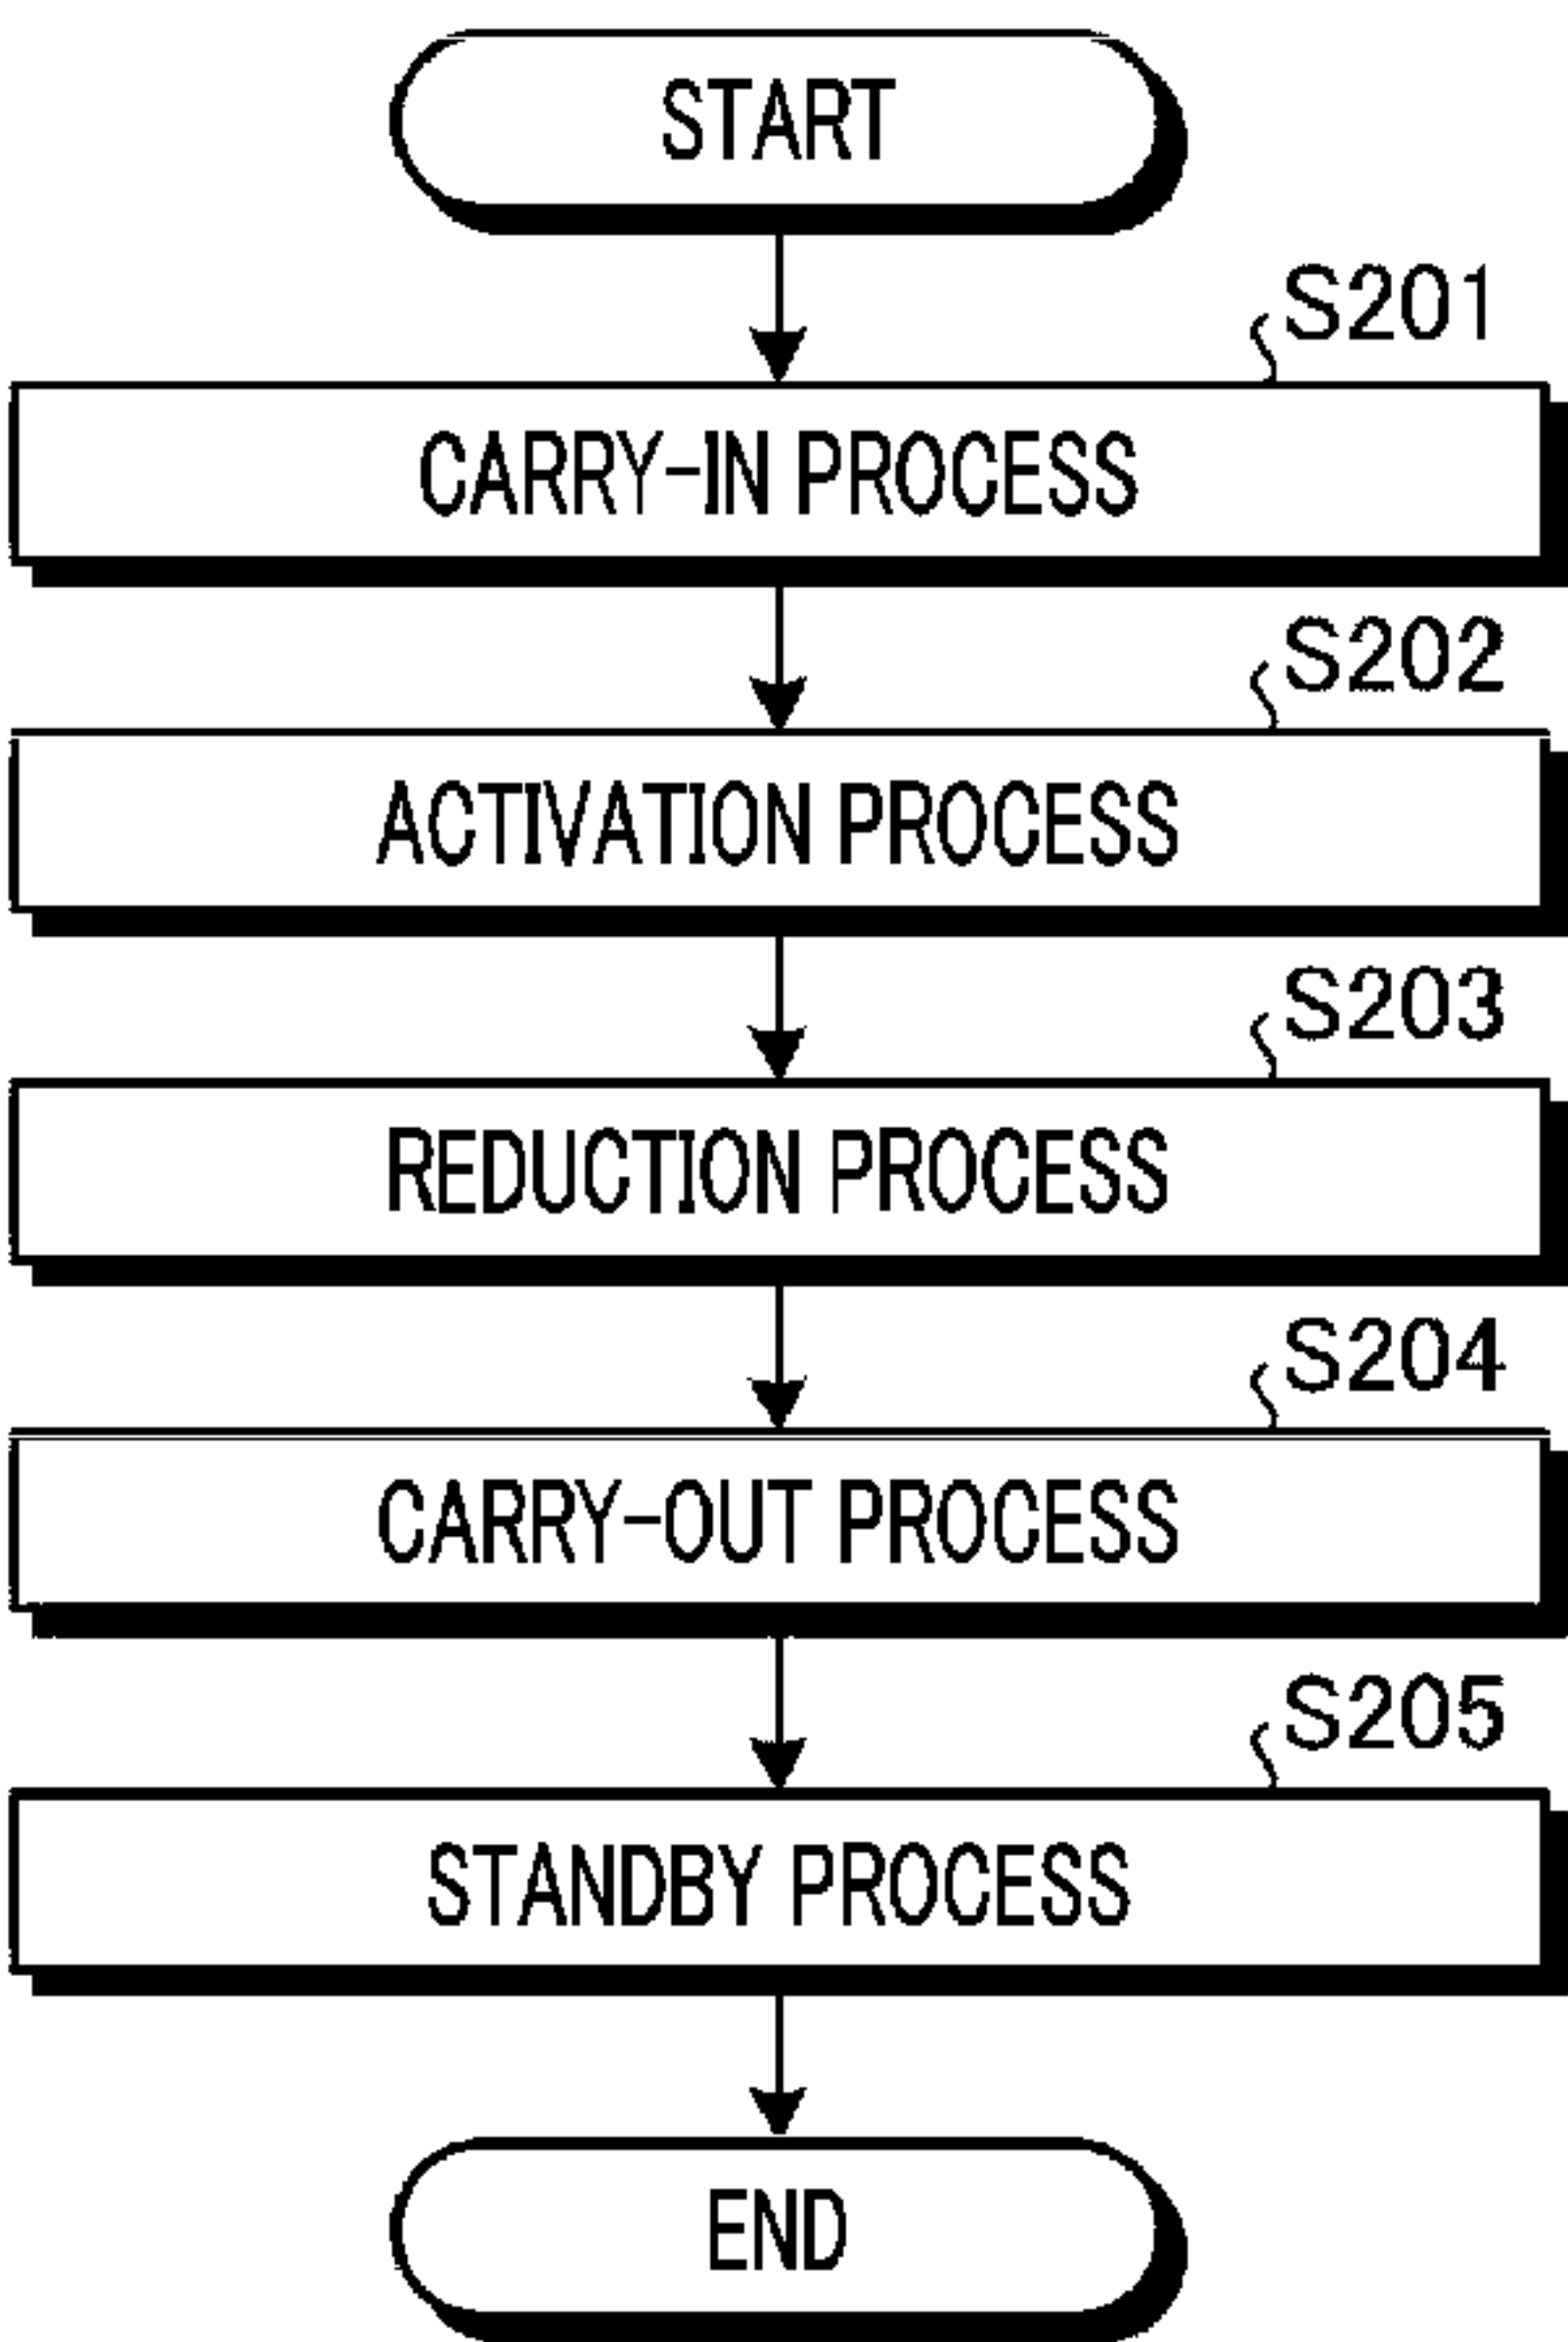 START
S201
CARRY-IN PROCESS
S202
ACTIVATION PROCESS
S203
REDUCTION PROCESS
S204
CARRY-OUT PROCESS
S205
STANDBY PROCESS
END